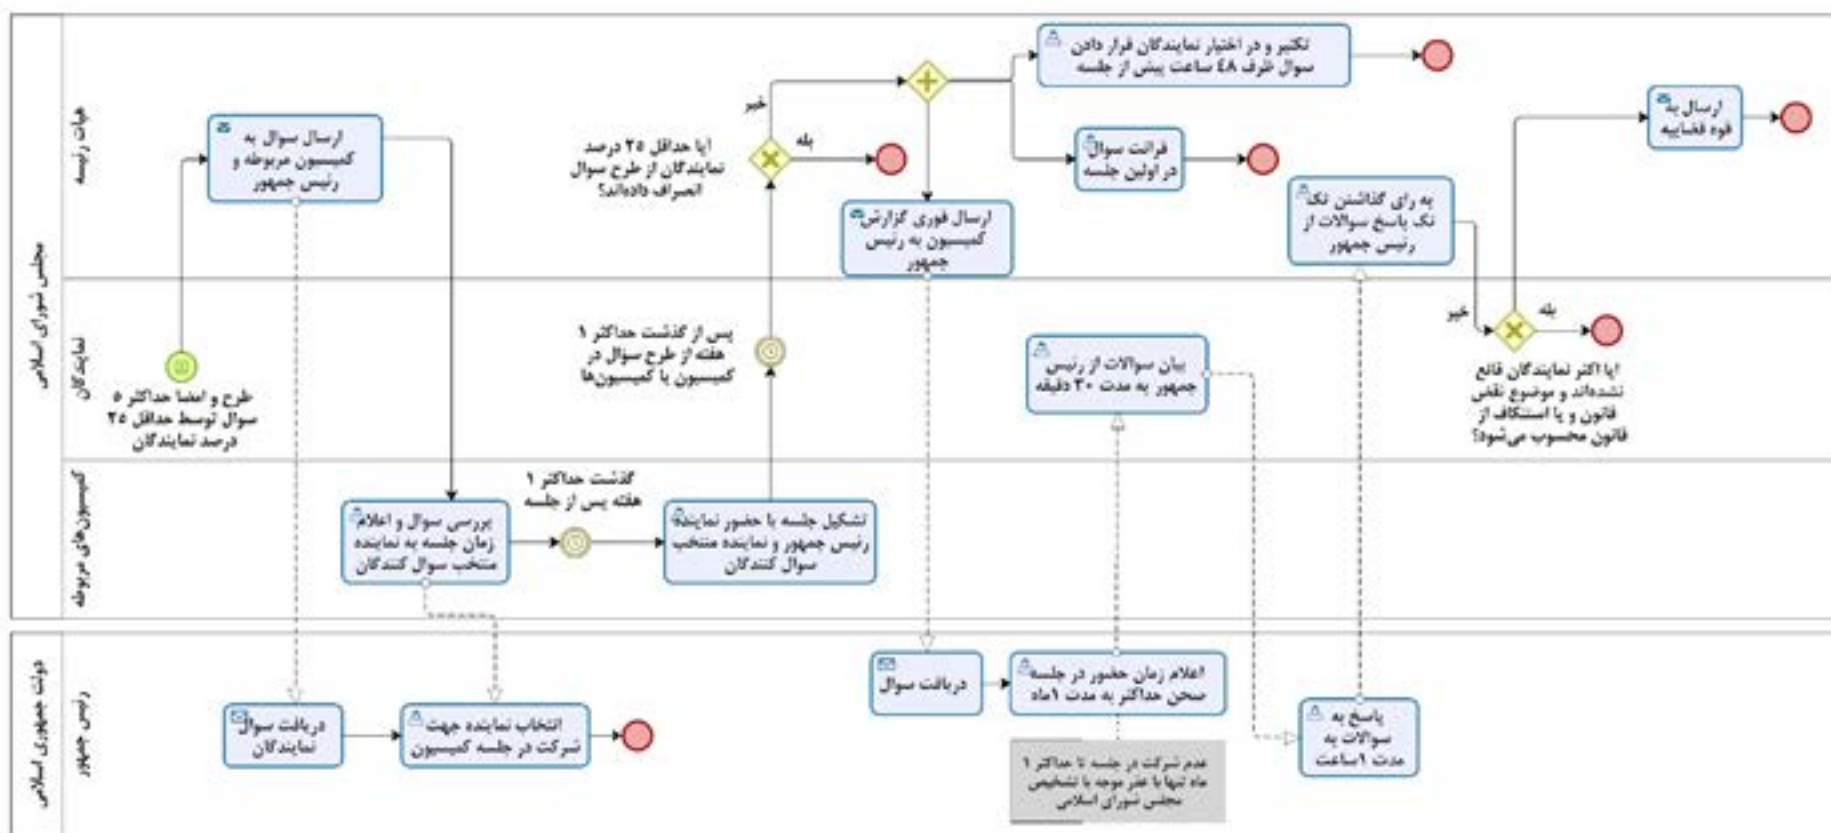 مجلس شورای اسلامی
هیات رئیسه
ارسال سوال به
کمیسیون مربوطه و
رئیس جمهور
آیا حداقل ۲۵ درصد
نمایندگان از طرح سوال
انصراف داده‌اند؟
خیر
بله
تکثیر و در اختیار نمایندگان قرار دادن
سوال ظرف ٤٨ ساعت پیش از جلسه
قرائت سوال
در اولین جلسه
ارسال فوری گزارش
کمیسیون به رئیس
جمهور
به رای گذاشتن تک
تک پاسخ سوالات از
رئیس جمهور
ارسال به
قوه قضاییه
نمایندگان
طرح و امضا حداکثر ۵
سوال توسط حداقل ۲۵
درصد نمایندگان
پس از گذشت حداکثر ۱
هفته از طرح سؤال در
کمیسیون یا کمیسیون‌ها
بیان سوالات از رئیس
جمهور به مدت ۳۰ دقیقه
خیر
بله
آیا اکثر نمایندگان قانع
نشده‌اند و موضوع نقض
قانون و یا استنکاف از
قانون محسوب می‌شود؟
کمیسیون‌های مربوطه
بررسی سوال و اعلام
زمان جلسه به نماینده
منتخب سوال کنندگان
گذشت حداکثر ۱
هفته پس از جلسه
تشکیل جلسه با حضور نماینده
رئیس جمهور و نماینده منتخب
سوال کنندگان
دولت جمهوری اسلامی
رئیس جمهور
دریافت سوال
نمایندگان
انتخاب نماینده جهت
شرکت در جلسه کمیسیون
دریافت سوال
اعلام زمان حضور در جلسه
صحن حداکثر به مدت ۱ماه
عدم شرکت در جلسه تا حداکثر ۱
ماه تنها با عذر موجه با تشخیص
مجلس شورای اسلامی
پاسخ به
سوالات به
مدت ۱ساعت